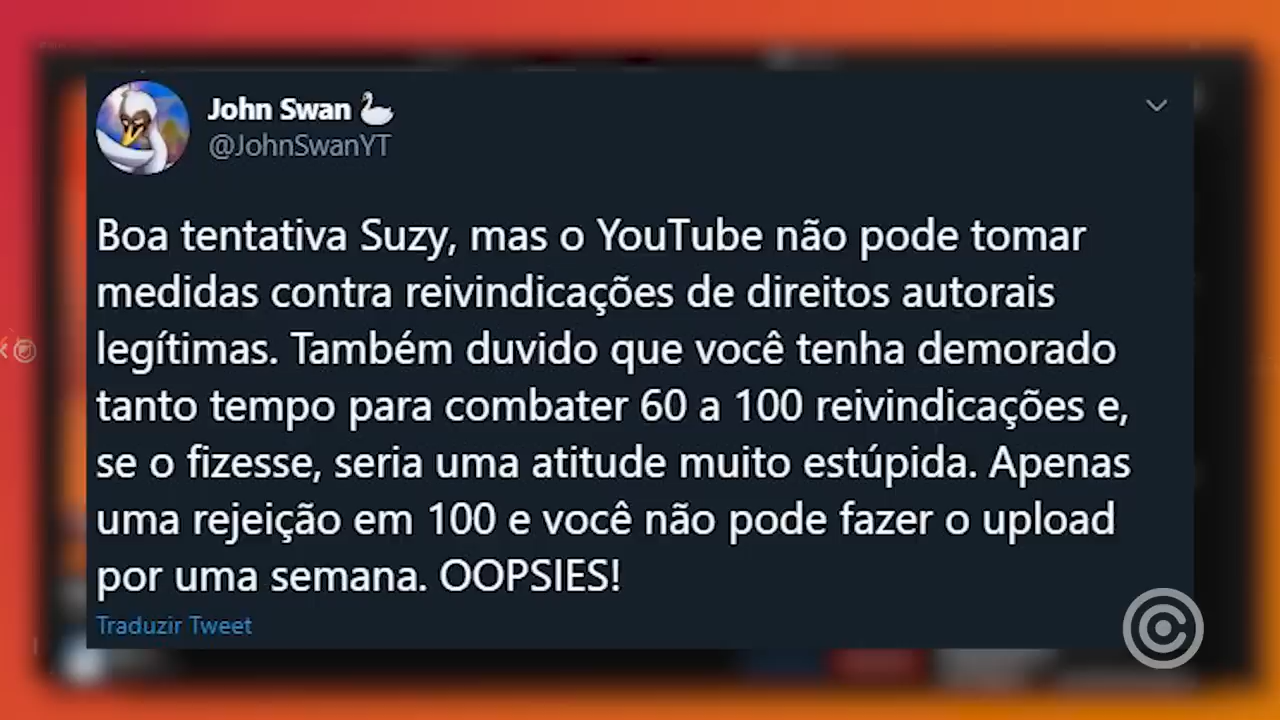 John Swan 🦢
@JohnSwanYT
Boa tentativa Suzy, mas o YouTube não pode tomar
medidas contra reivindicações de direitos autorais
legítimas. Também duvido que você tenha demorado
tanto tempo para combater 60 a 100 reivindicações e,
se o fizesse, seria uma atitude muito estúpida. Apenas
uma rejeição em 100 e você não pode fazer o upload
por uma semana. OOPSIES!
Traduzir Tweet